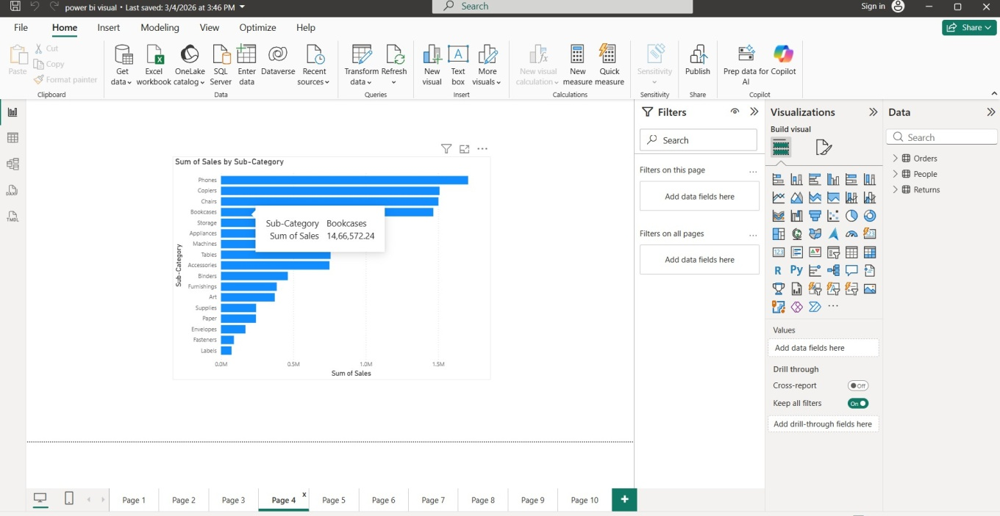 power bi visual • Last saved: 3/4/2026 at 3:46 PM
Search
Sign in
File Home Insert Modeling View Optimize Help
Share
Paste
Cut
Copy
Format painter
Clipboard
Get data
Excel workbook
OneLake catalog
SQL Server
Enter data
Dataverse
Recent sources
Data
Transform data
Refresh
Queries
New visual
Text box
More visuals
Insert
New visual calculation
New measure
Quick measure
Calculations
Sensitivity
Sensitivity
Publish
Share
Prep data for AI
Copilot
Copilot
Sum of Sales by Sub-Category
Sub-Category
Phones
Copiers
Chairs
Bookcases
Storage
Appliances
Machines
Tables
Accessories
Binders
Furnishings
Art
Supplies
Paper
Envelopes
Fasteners
Labels
Sub-Category Bookcases
Sum of Sales 14,66,572.24
0.0M 0.5M 1.0M 1.5M
Sum of Sales
Filters
Search
Filters on this page
Add data fields here
Filters on all pages
Add data fields here
Visualizations
Build visual
R
Py
123
Values
Add data fields here
Drill through
Cross-report
Off
Keep all filters
On
Add drill-through fields here
Data
Search
Orders
People
Returns
Page 1 Page 2 Page 3 Page 4 x Page 5 Page 6 Page 7 Page 8 Page 9 Page 10 +